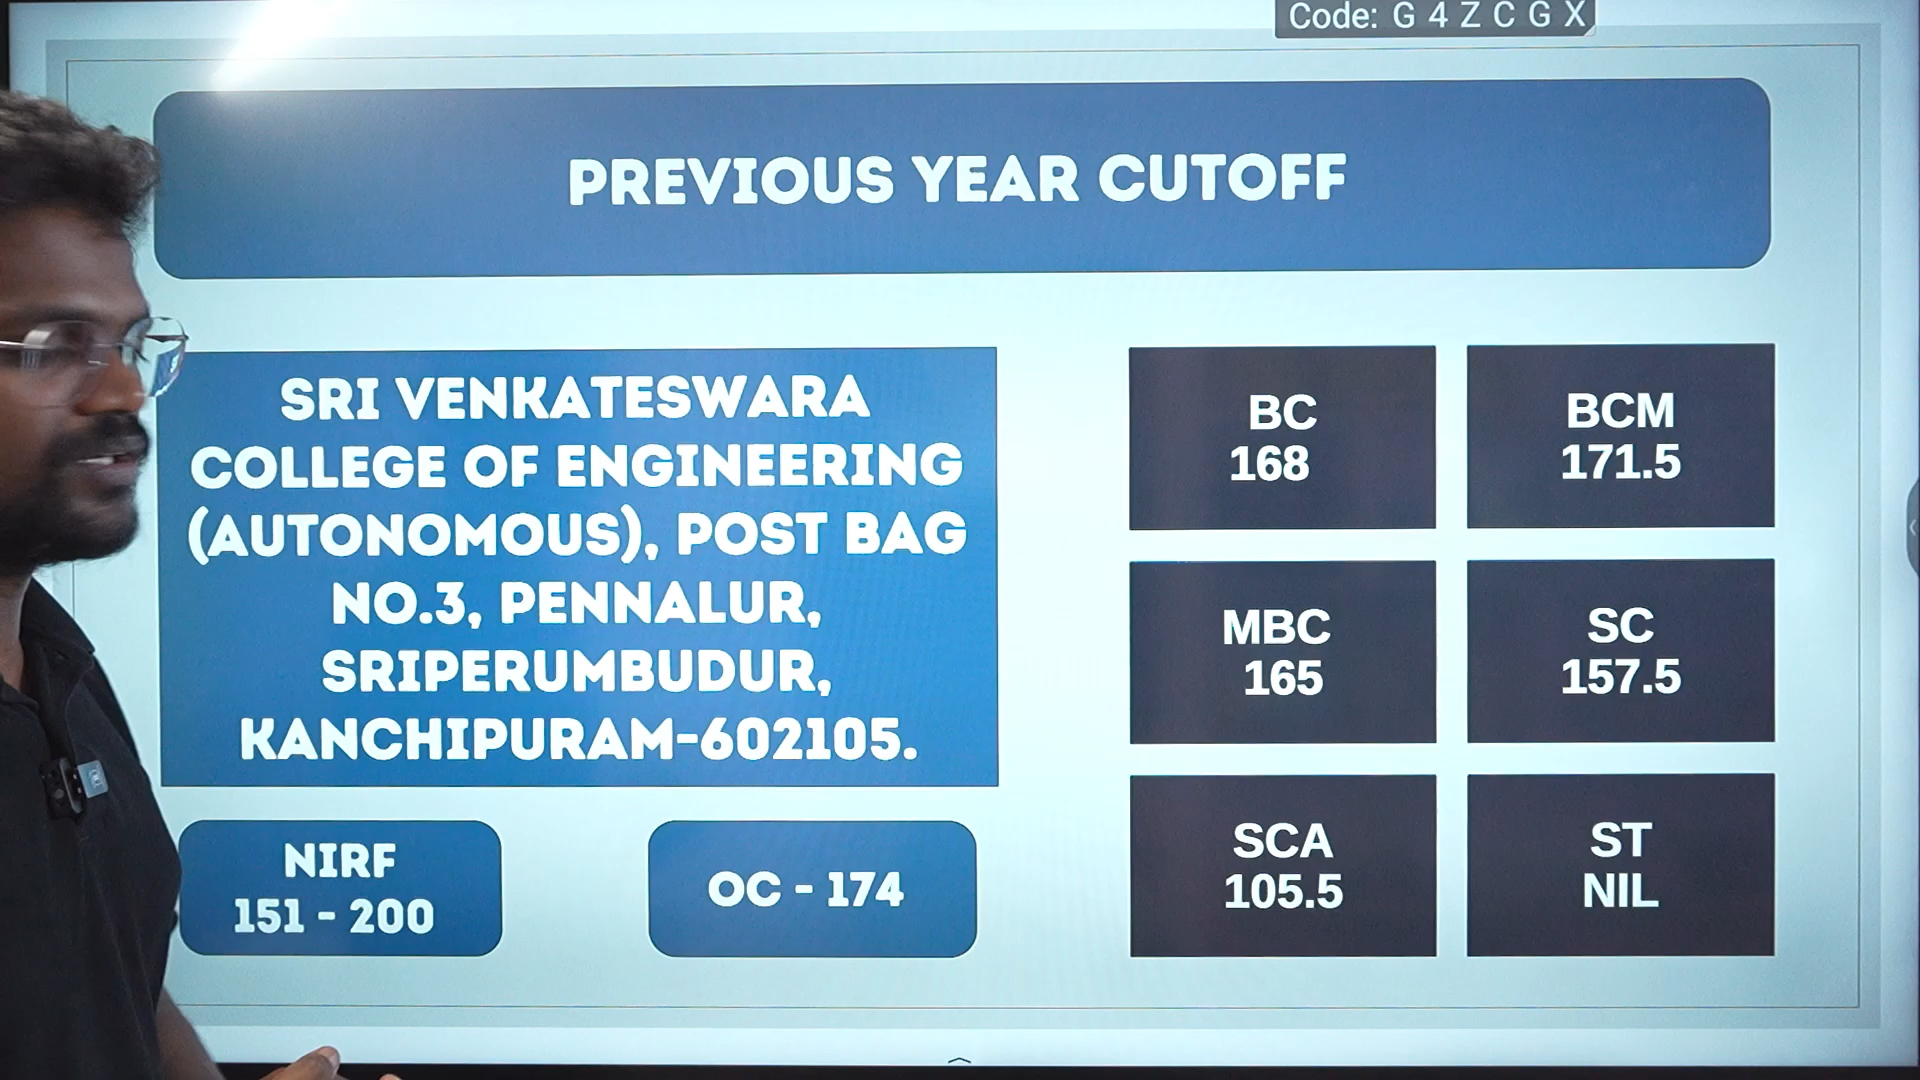 Code: G 4 Z C G X
PREVIOUS YEAR CUTOFF
SRI VENKATESWARA
COLLEGE OF ENGINEERING
(AUTONOMOUS), POST BAG
NO.3, PENNALUR,
SRIPERUMBUDUR,
KANCHIPURAM-602105.
NIRF
151 - 200
OC - 174
BC
168
BCM
171.5
MBC
165
SC
157.5
SCA
105.5
ST
NIL